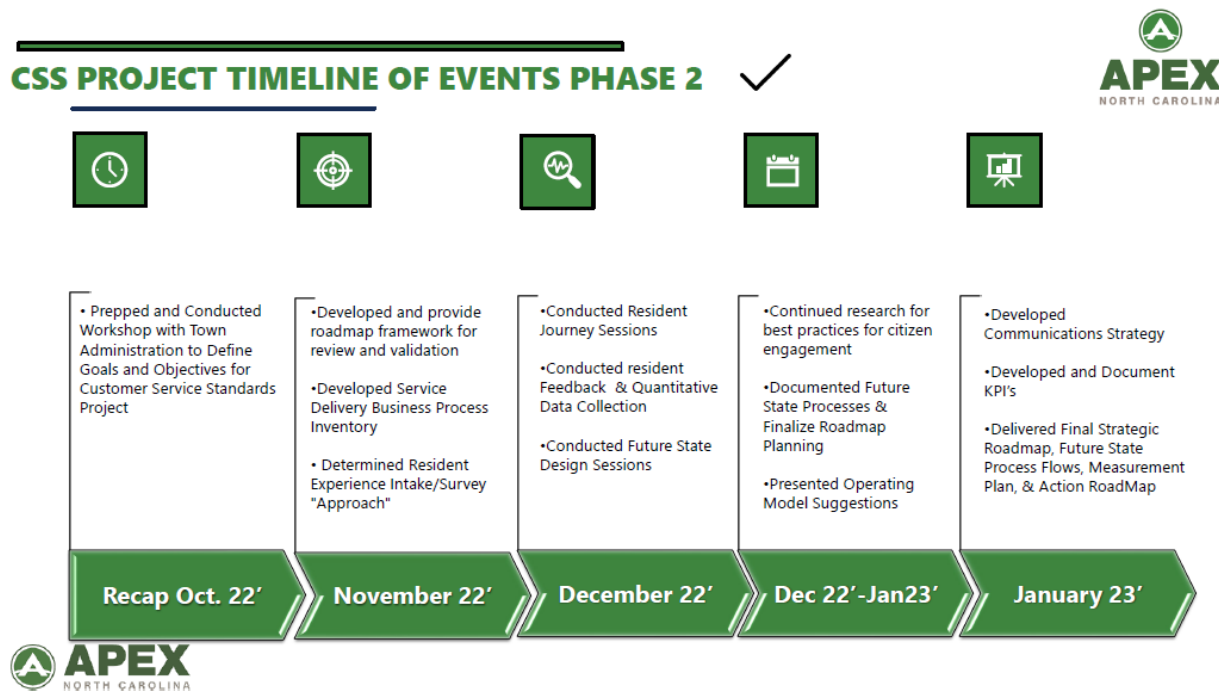 CSS PROJECT TIMELINE OF EVENTS PHASE 2
APEX
NORTH CAROLINA
• Prepped and Conducted
Workshop with Town
Administration to Define
Goals and Objectives for
Customer Service Standards
Project
•Developed and provide
roadmap framework for
review and validation
•Developed Service
Delivery Business Process
Inventory
• Determined Resident
Experience Intake/Survey
"Approach"
•Conducted Resident
Journey Sessions
•Conducted resident
Feedback & Quantitative
Data Collection
•Conducted Future State
Design Sessions
•Continued research for
best practices for citizen
engagement
•Documented Future
State Processes &
Finalize Roadmap
Planning
•Presented Operating
Model Suggestions
•Developed
Communications Strategy
•Developed and Document
KPI's
•Delivered Final Strategic
Roadmap, Future State
Process Flows, Measurement
Plan, & Action RoadMap
Recap Oct. 22′
November 22′
December 22′
Dec 22′-Jan23′
January 23′
APEX
NORTH CAROLINA